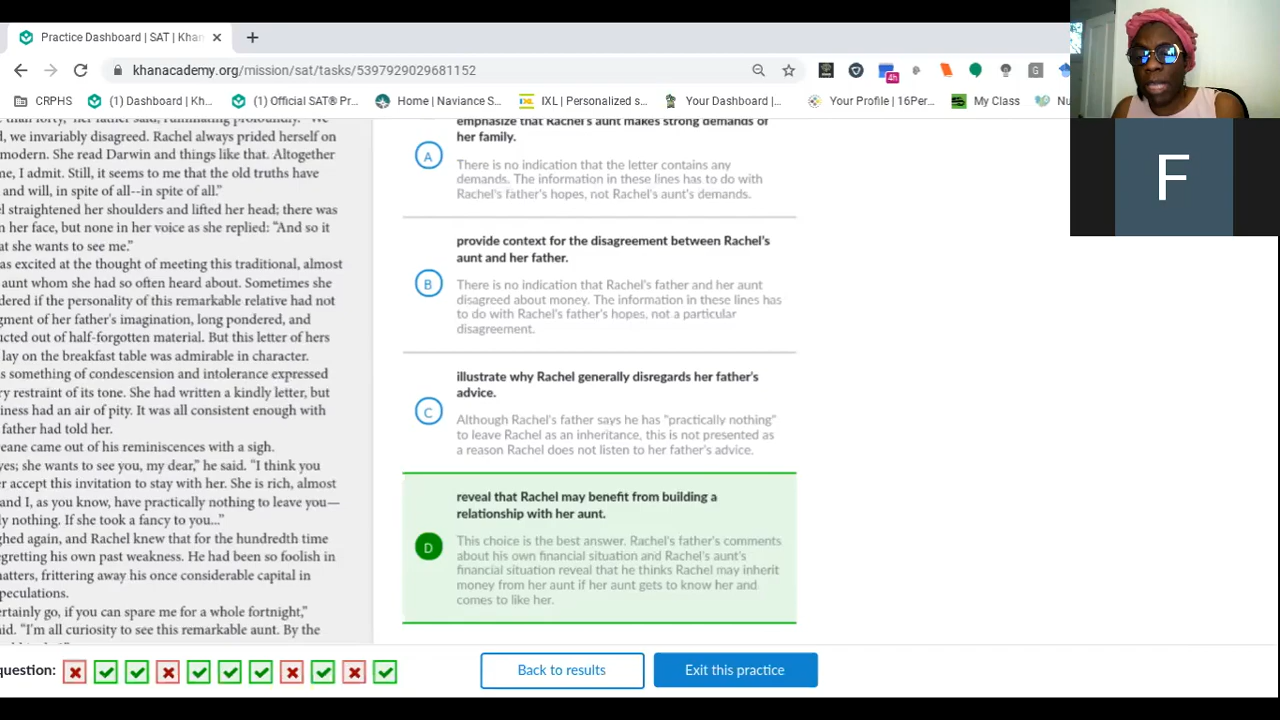 Practice Dashboard | SAT | Khan
khanacademy.org/mission/sat/tasks/5397929029681152
4h
G
CRPHS
(1) Dashboard | Kh...
(1) Official SAT® Pr...
Home | Naviance S...
IXL | Personalized s...
Your Dashboard |...
Your Profile | 16Per...
My Class
Nu
than forty," her father said, ruminating profoundly. "We
d, we invariably disagreed. Rachel always prided herself on
modern. She read Darwin and things like that. Altogether
me, I admit. Still, it seems to me that the old truths have
and will, in spite of all--in spite of all."
el straightened her shoulders and lifted her head; there was
n her face, but none in her voice as she replied: "And so it
at she wants to see me."
as excited at the thought of meeting this traditional, almost
aunt whom she had so often heard about. Sometimes she
dered if the personality of this remarkable relative had not
gment of her father's imagination, long pondered, and
ucted out of half-forgotten material. But this letter of hers
lay on the breakfast table was admirable in character.
s something of condescension and intolerance expressed
ry restraint of its tone. She had written a kindly letter, but
iness had an air of pity. It was all consistent enough with
father had told her.
eane came out of his reminiscences with a sigh.
yes; she wants to see you, my dear," he said. "I think you
er accept this invitation to stay with her. She is rich, almost
and I, as you know, have practically nothing to leave you—
ly nothing. If she took a fancy to you..."
ghed again, and Rachel knew that for the hundredth time
egretting his own past weakness. He had been so foolish in
natters, frittering away his once considerable capital in
peculations.
ertainly go, if you can spare me for a whole fortnight,"
aid. "I'm all curiosity to see this remarkable aunt. By the
emphasize that Rachel's aunt makes strong demands of
her family.
A
There is no indication that the letter contains any
demands. The information in these lines has to do with
Rachel's father's hopes, not Rachel's aunt's demands.
provide context for the disagreement between Rachel's
aunt and her father.
B
There is no indication that Rachel's father and her aunt
disagreed about money. The information in these lines has
to do with Rachel's father's hopes, not a particular
disagreement.
illustrate why Rachel generally disregards her father's
advice.
C
Although Rachel's father says he has "practically nothing"
to leave Rachel as an inheritance, this is not presented as
a reason Rachel does not listen to her father's advice.
reveal that Rachel may benefit from building a
relationship with her aunt.
D
This choice is the best answer. Rachel's father's comments
about his own financial situation and Rachel's aunt's
financial situation reveal that he thinks Rachel may inherit
money from her aunt if her aunt gets to know her and
comes to like her.
question:
Back to results
Exit this practice
F